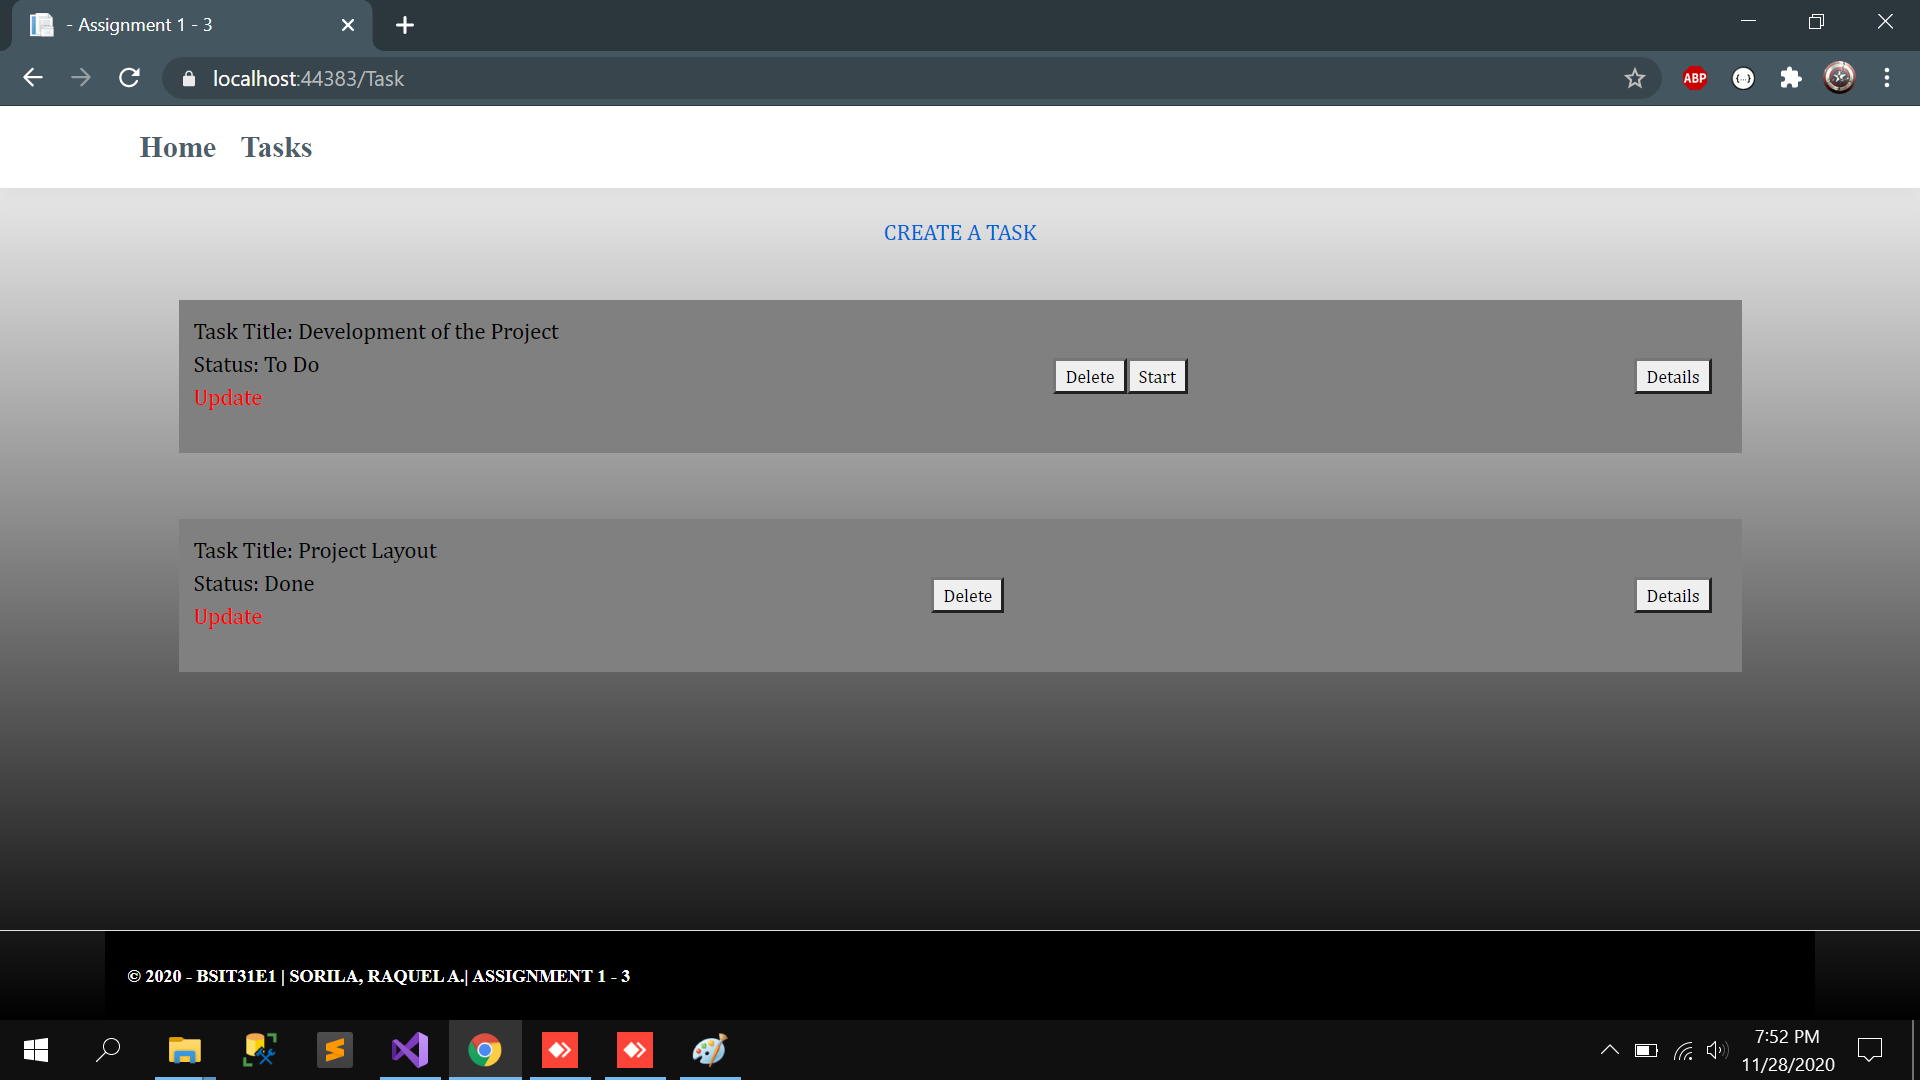 - Assignment 1 - 3
localhost:44383/Task
ABP
Home Tasks
CREATE A TASK
Task Title: Development of the Project
Status: To Do
Update
Delete Start Details
Task Title: Project Layout
Status: Done
Update
Delete Details
© 2020 - BSIT31E1 | SORILA, RAQUEL A.| ASSIGNMENT 1 - 3
7:52 PM
11/28/2020